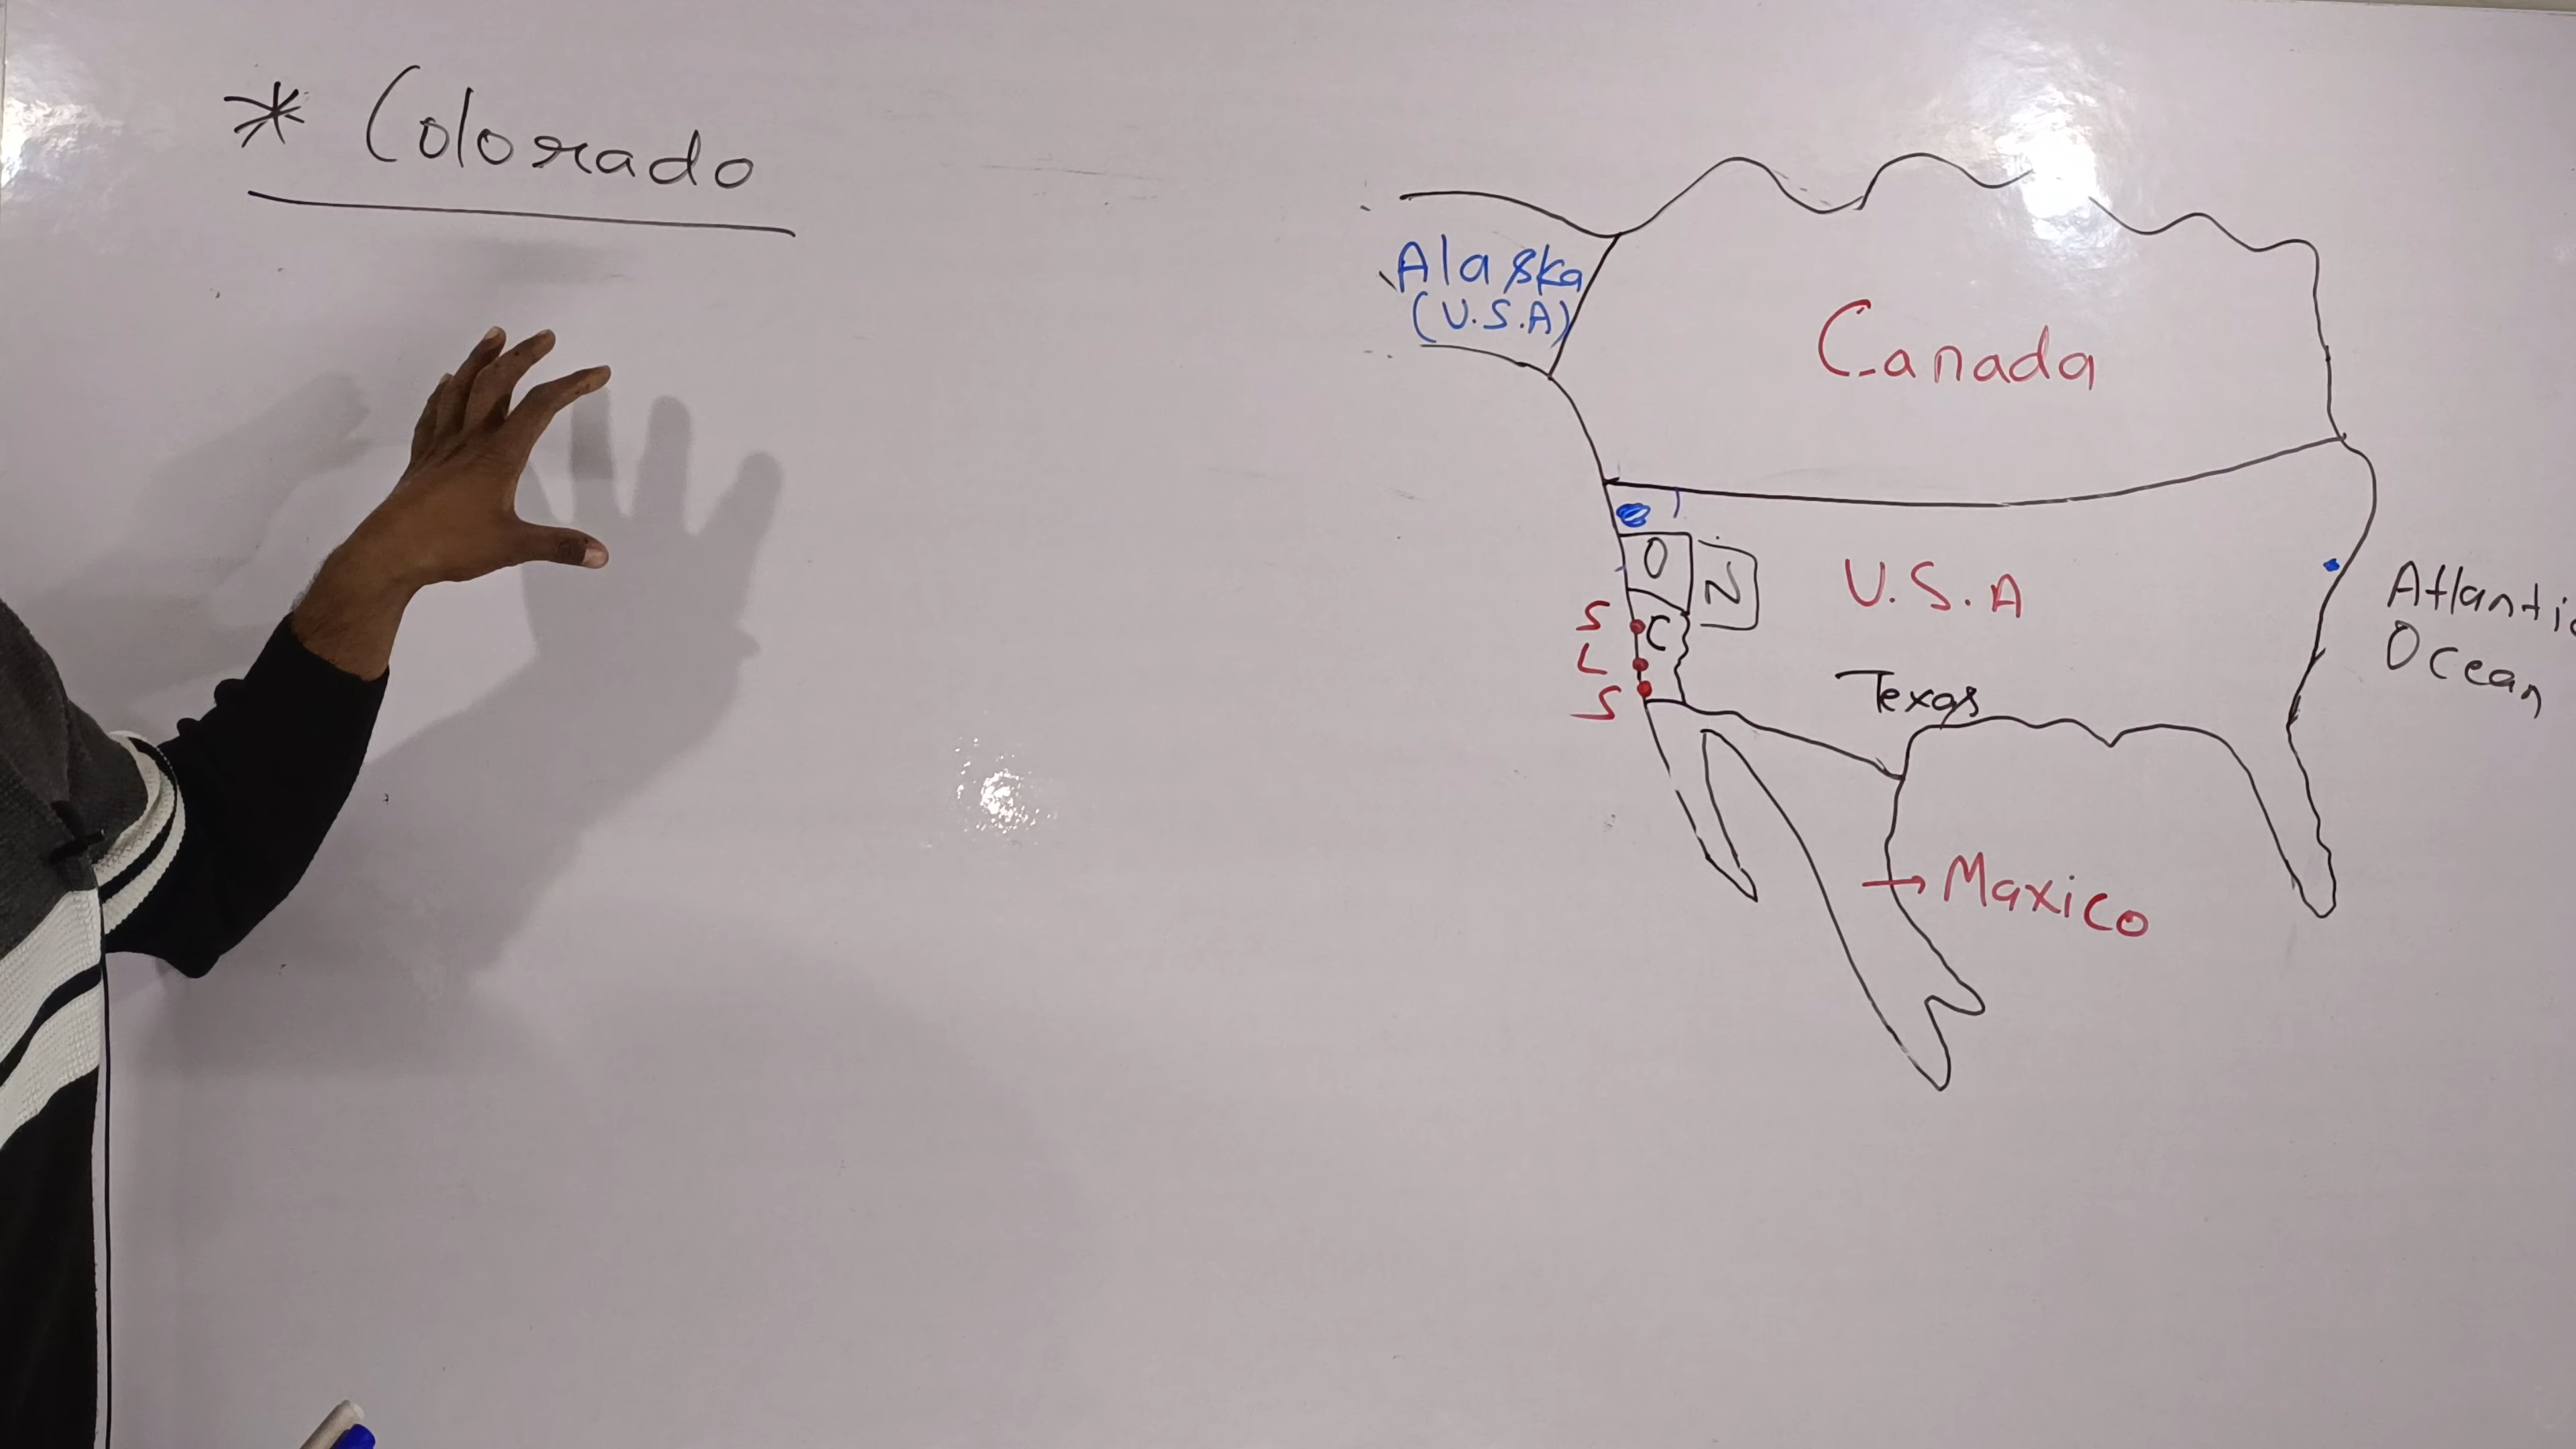 * Colorado
Alaska
(U.S.A)
Canada
O
N
U.S.A
S
C
L
S
Texas
Atlantic
Ocean
Maxico